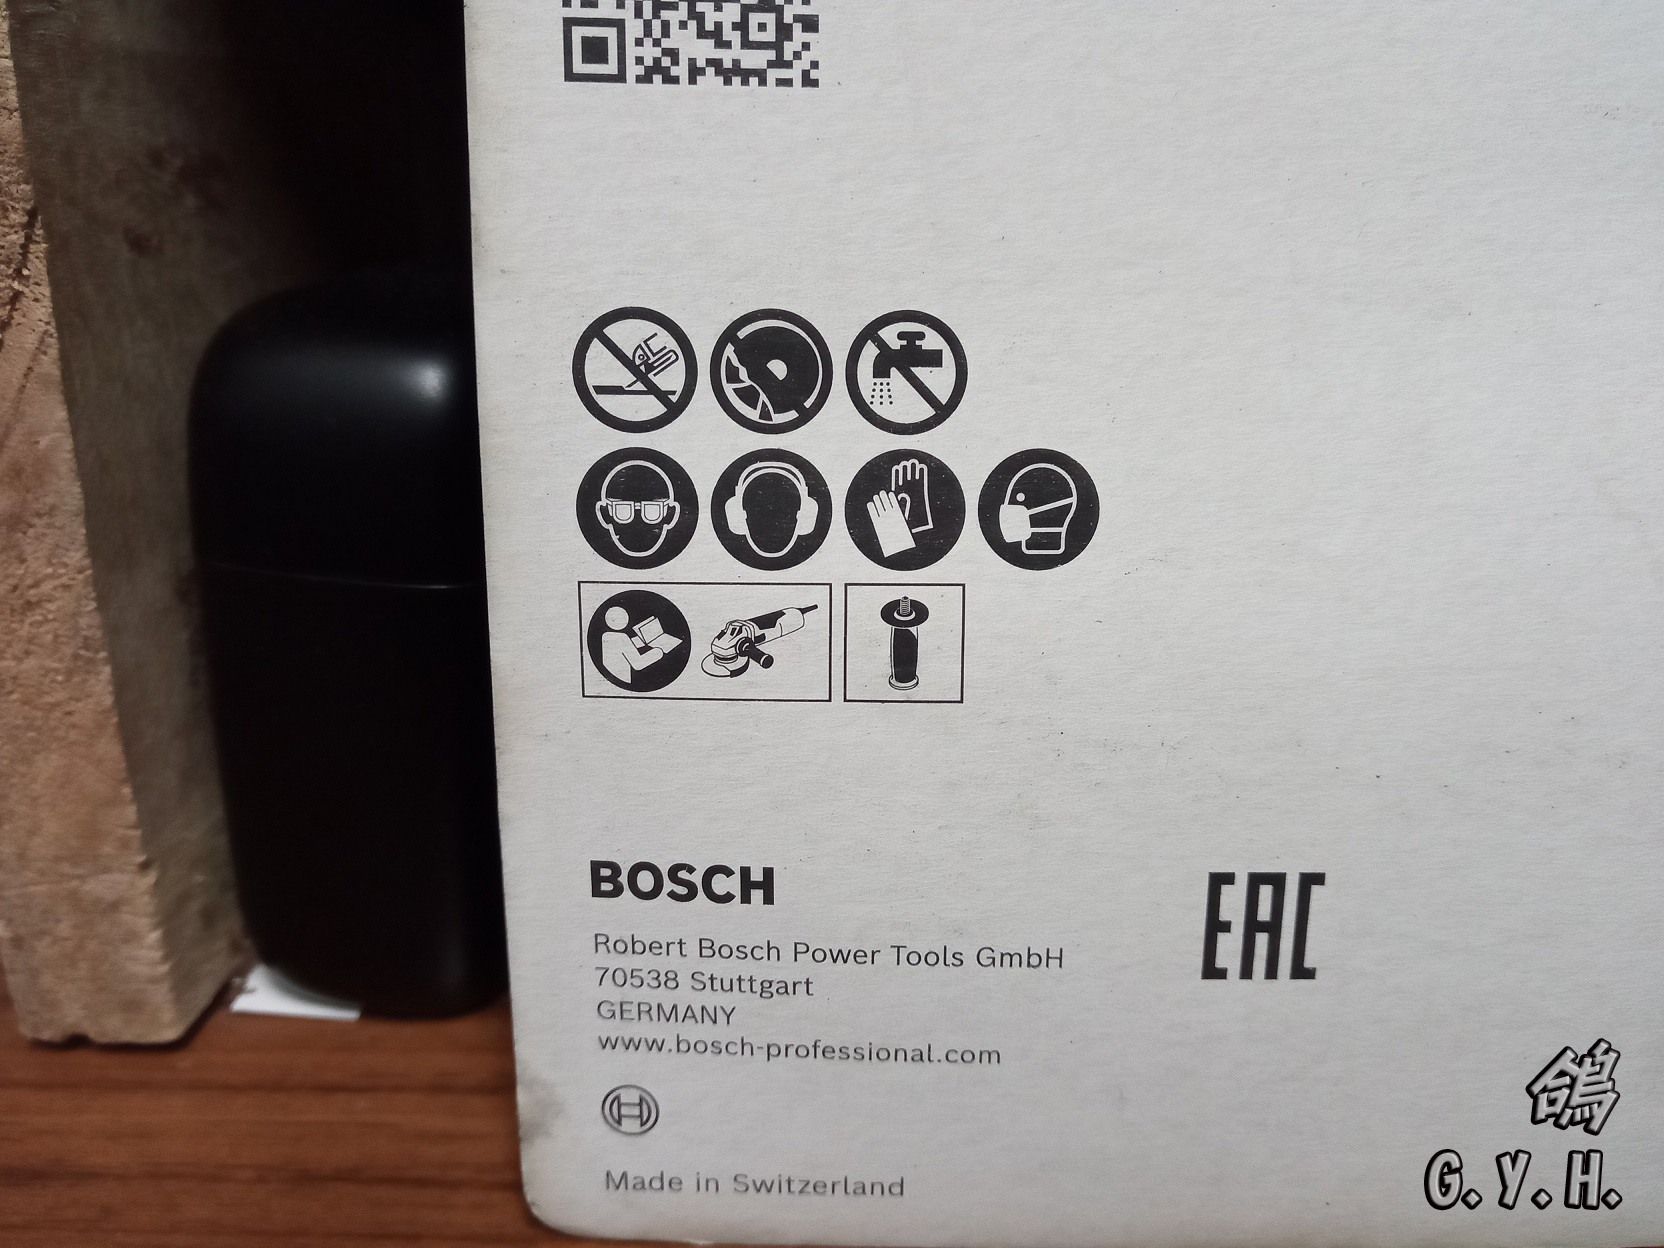 BOSCH
EAC
Robert Bosch Power Tools GmbH
70538 Stuttgart
GERMANY
www.bosch-professional.com
Made in Switzerland
鴿
G.Y.H.